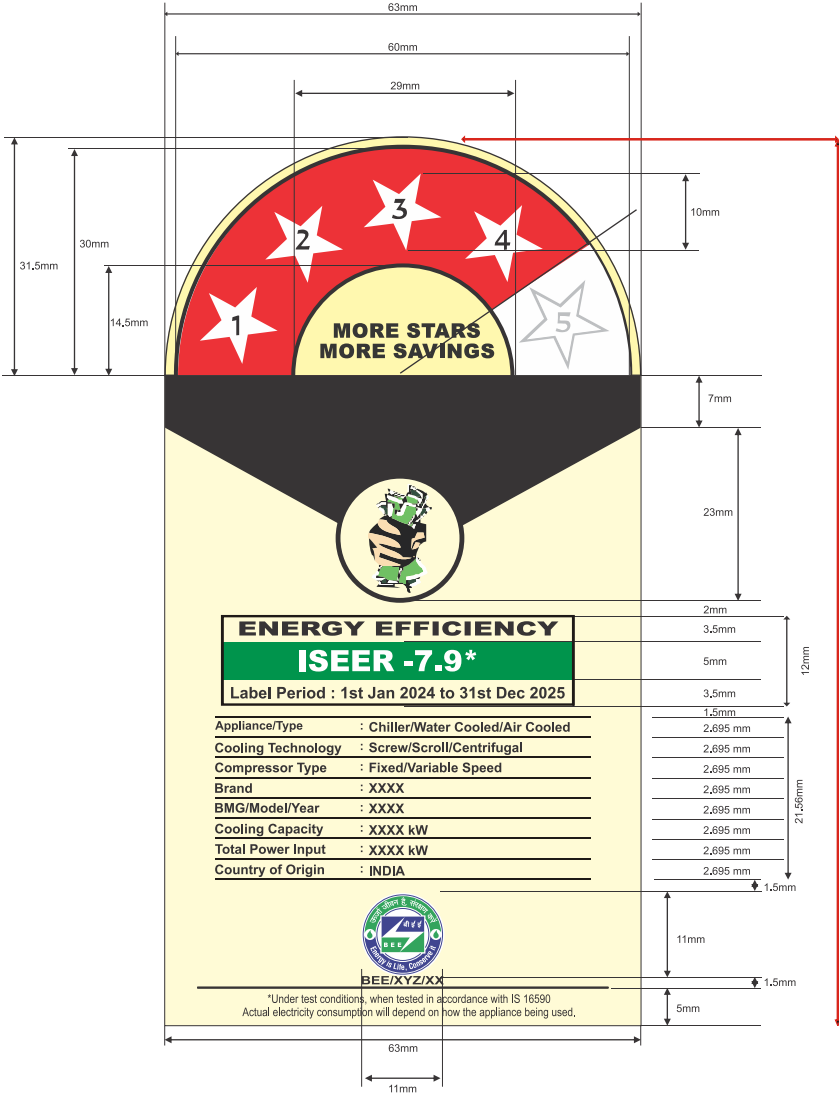 63mm
60mm
29mm
10mm
30mm
31.5mm
14.5mm
1
2
3
4
5
MORE STARS
MORE SAVINGS
7mm
23mm
2mm
ENERGY EFFICIENCY
3.5mm
ISEER -7.9*
5mm
12mm
Label Period : 1st Jan 2024 to 31st Dec 2025
3.5mm
1.5mm
Appliance/Type : Chiller/Water Cooled/Air Cooled
2.695 mm
Cooling Technology : Screw/Scroll/Centrifugal
2.695 mm
Compressor Type : Fixed/Variable Speed
2.695 mm
Brand : XXXX
2.695 mm
21.56mm
BMG/Model/Year : XXXX
2.695 mm
Cooling Capacity : XXXX kW
2.695 mm
Total Power Input : XXXX kW
2.695 mm
Country of Origin : INDIA
2.695 mm
1.5mm
ऊर्जा जीवन है, संरक्षण करें
बी ई ई
BEE
Energy is Life, Conserve it
11mm
BEE/XYZ/XX
1.5mm
*Under test conditions, when tested in accordance with IS 16590
Actual electricity consumption will depend on how the appliance being used.
5mm
63mm
11mm